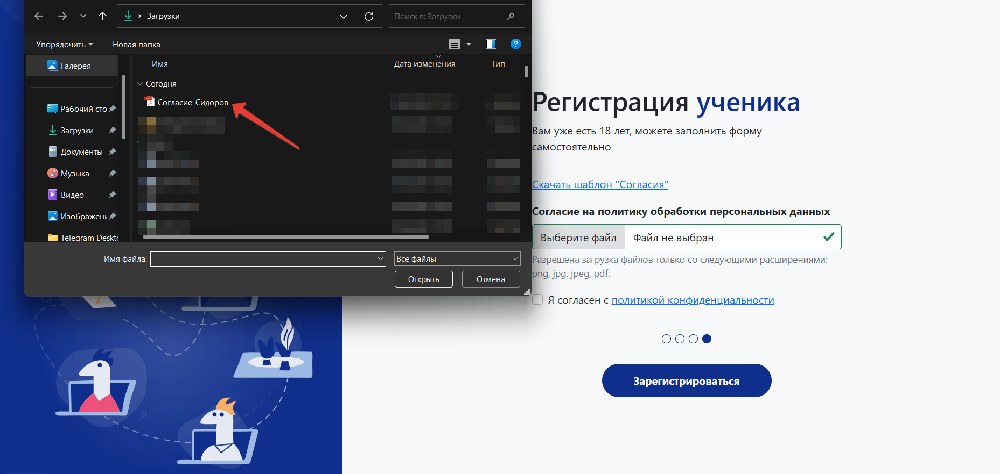 Загрузки
Поиск в: Загрузки
Упорядочить
Новая папка
Галерея
Рабочий сто
Загрузки
Документы
Музыка
Видео
Изображени
Telegram Deskto
Имя
Дата изменения
Тип
Сегодня
Согласие_Сидоров
Имя файла:
Все файлы
Открыть
Отмена
Регистрация ученика
Вам уже есть 18 лет, можете заполнить форму
самостоятельно
Скачать шаблон "Согласия"
Согласие на политику обработки персональных данных
Выберите файл
Файл не выбран
Разрешена загрузка файлов только со следующими расширениями:
png, jpg, jpeg, pdf.
Я согласен с политикой конфиденциальности
Зарегистрироваться